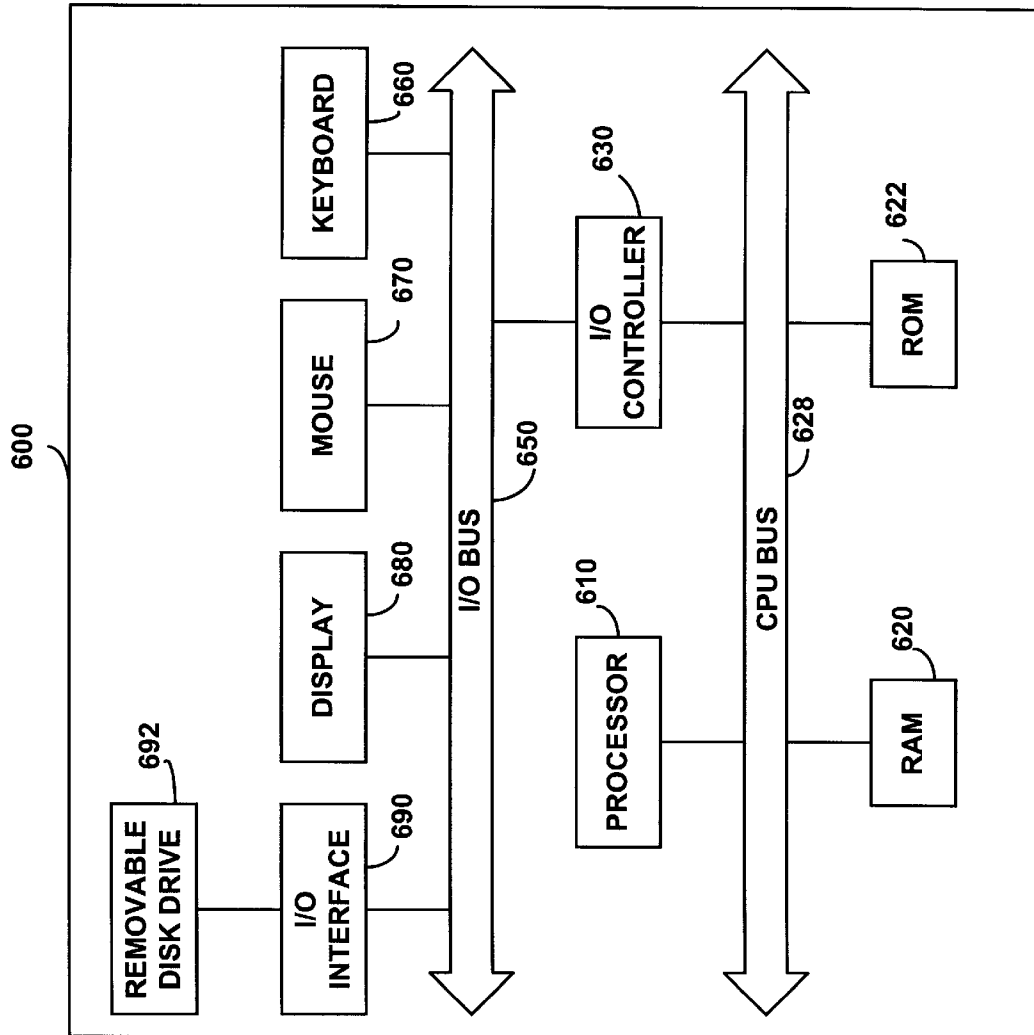 600
REMOVABLE
DISK DRIVE
692
I/O
INTERFACE
690
DISPLAY
680
MOUSE
670
KEYBOARD
660
I/O BUS
650
PROCESSOR
610
I/O
CONTROLLER
630
CPU BUS
628
RAM
620
ROM
622